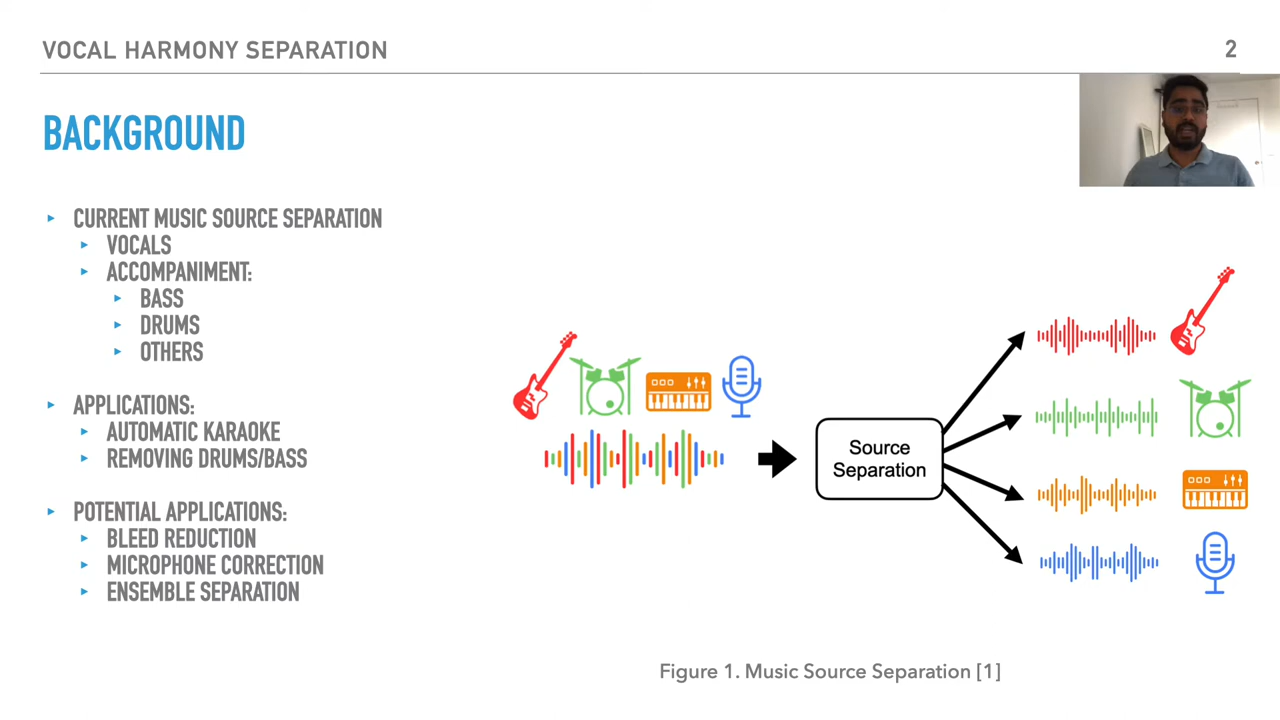 VOCAL HARMONY SEPARATION
2
BACKGROUND
CURRENT MUSIC SOURCE SEPARATION
VOCALS
ACCOMPANIMENT:
BASS
DRUMS
OTHERS
APPLICATIONS:
AUTOMATIC KARAOKE
REMOVING DRUMS/BASS
POTENTIAL APPLICATIONS:
BLEED REDUCTION
MICROPHONE CORRECTION
ENSEMBLE SEPARATION
Source
Separation
Figure 1. Music Source Separation [1]